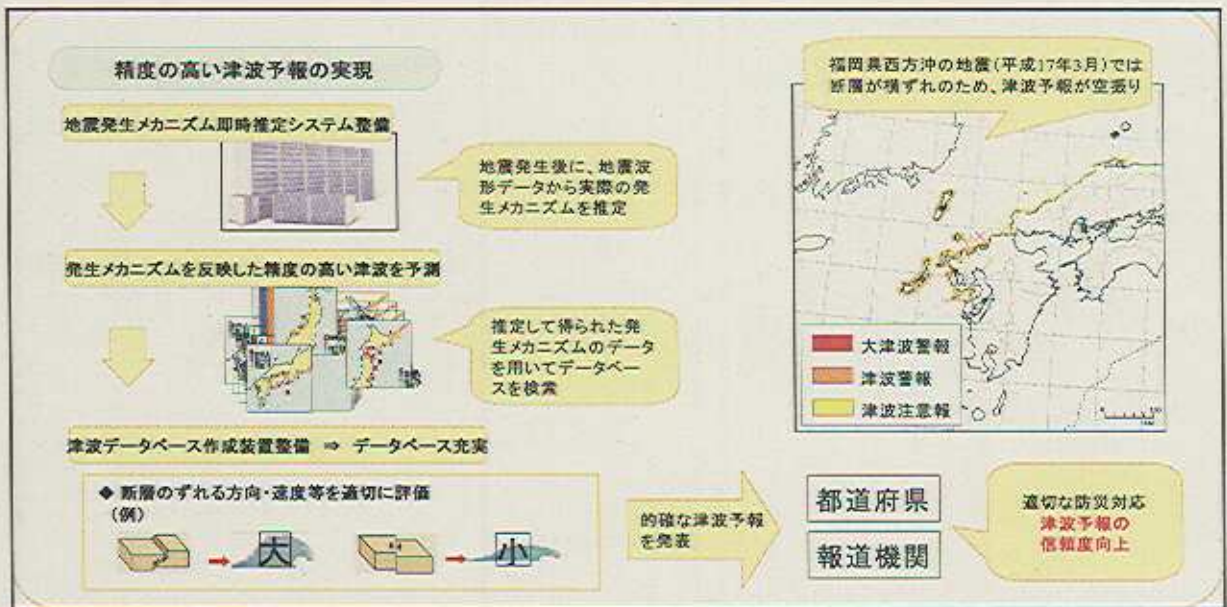 精度の高い津波予報の実現
地震発生メカニズム即時推定システム整備
地震発生後に、地震波
形データから実際の発
生メカニズムを推定
発生メカニズムを反映した精度の高い津波を予測
推定して得られた発
生メカニズムのデータ
を用いてデータベー
スを検索
津波データベース作成装置整備 ⇒ データベース充実
◆ 断層のずれる方向・速度等を適切に評価
(例)
大
小
福岡県西方沖の地震(平成17年3月)では
断層が横ずれのため、津波予報が空振り
大津波警報
津波警報
津波注意報
的確な津波予報
を発表
都道府県
報道機関
適切な防災対応
津波予報の
信頼度向上